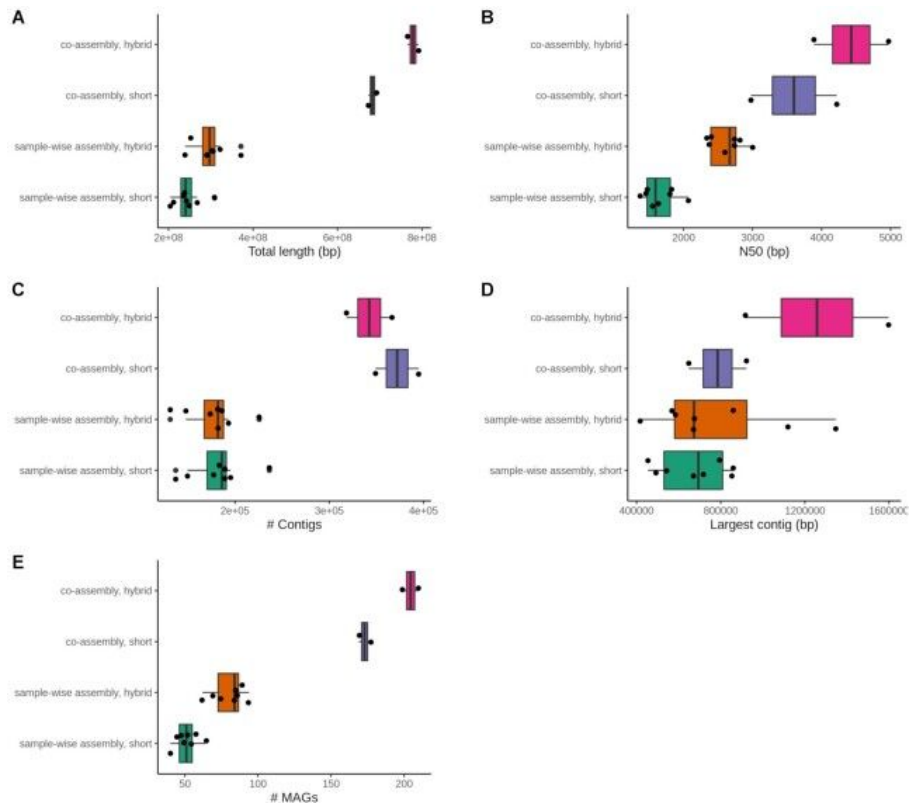 A
co-assembly, hybrid
co-assembly, short
sample-wise assembly, hybrid
sample-wise assembly, short
2e+08 4e+08 6e+08 8e+08
Total length (bp)
B
co-assembly, hybrid
co-assembly, short
sample-wise assembly, hybrid
sample-wise assembly, short
2000 3000 4000 5000
N50 (bp)
C
co-assembly, hybrid
co-assembly, short
sample-wise assembly, hybrid
sample-wise assembly, short
2e+05 3e+05 4e+05
# Contigs
D
co-assembly, hybrid
co-assembly, short
sample-wise assembly, hybrid
sample-wise assembly, short
400000 800000 1200000 1600000
Largest contig (bp)
E
co-assembly, hybrid
co-assembly, short
sample-wise assembly, hybrid
sample-wise assembly, short
50 100 150 200
# MAGs